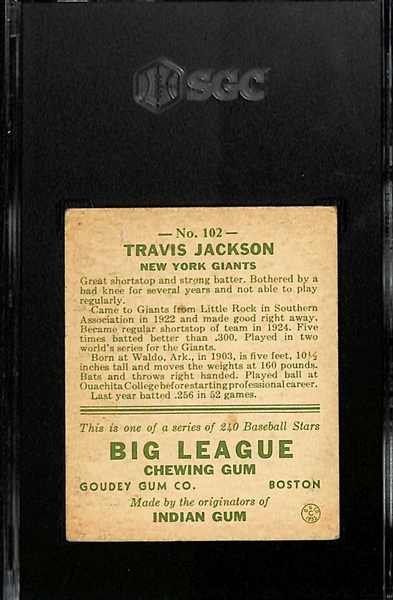 SGC
— No. 102 —
TRAVIS JACKSON
NEW YORK GIANTS
Great shortstop and strong batter. Bothered by a
bad knee for several years and not able to play
regularly.
Came to Giants from Little Rock in Southern
Association in 1922 and made good right away.
Became regular shortstop of team in 1924. Five
times batted better than .300. Played in two
world's series for the Giants.
Born at Waldo, Ark., in 1903, is five feet, 10½
inches tall and moves the weights at 160 pounds.
Bats and throws right handed. Played ball at
Ouachita College before starting professional career.
Last year batted .256 in 52 games.
This is one of a series of 240 Baseball Stars
BIG LEAGUE
CHEWING GUM
GOUDEY GUM CO. BOSTON
Made by the originators of
INDIAN GUM